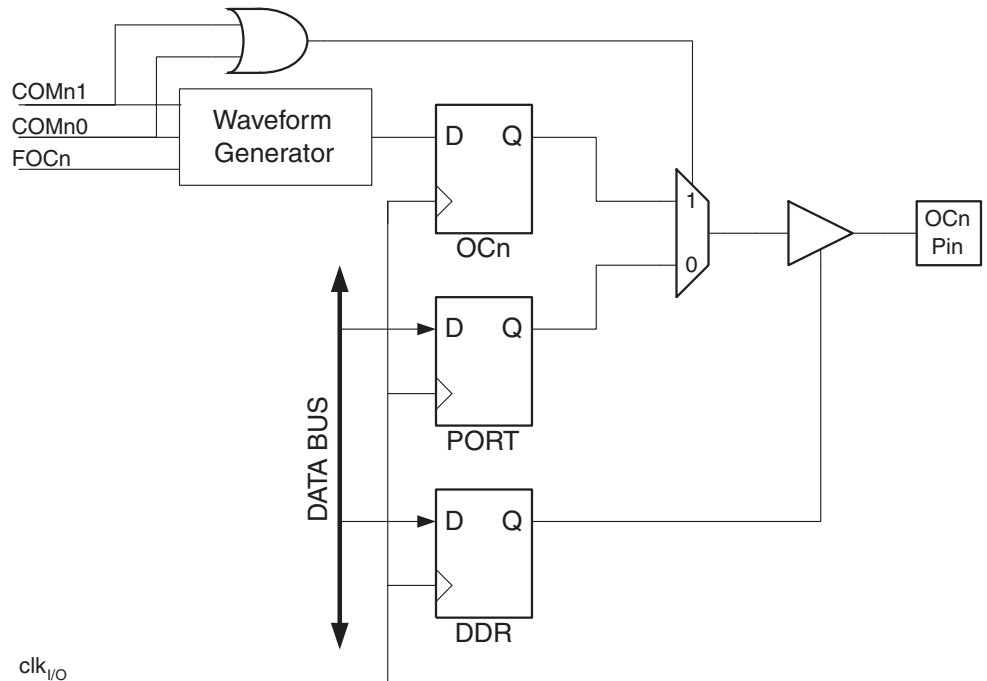 COMn1
COMn0
FOCn
Waveform
Generator
D Q
OCn
1
0
OCn
Pin
DATA BUS
D Q
PORT
D Q
DDR
clkI/O